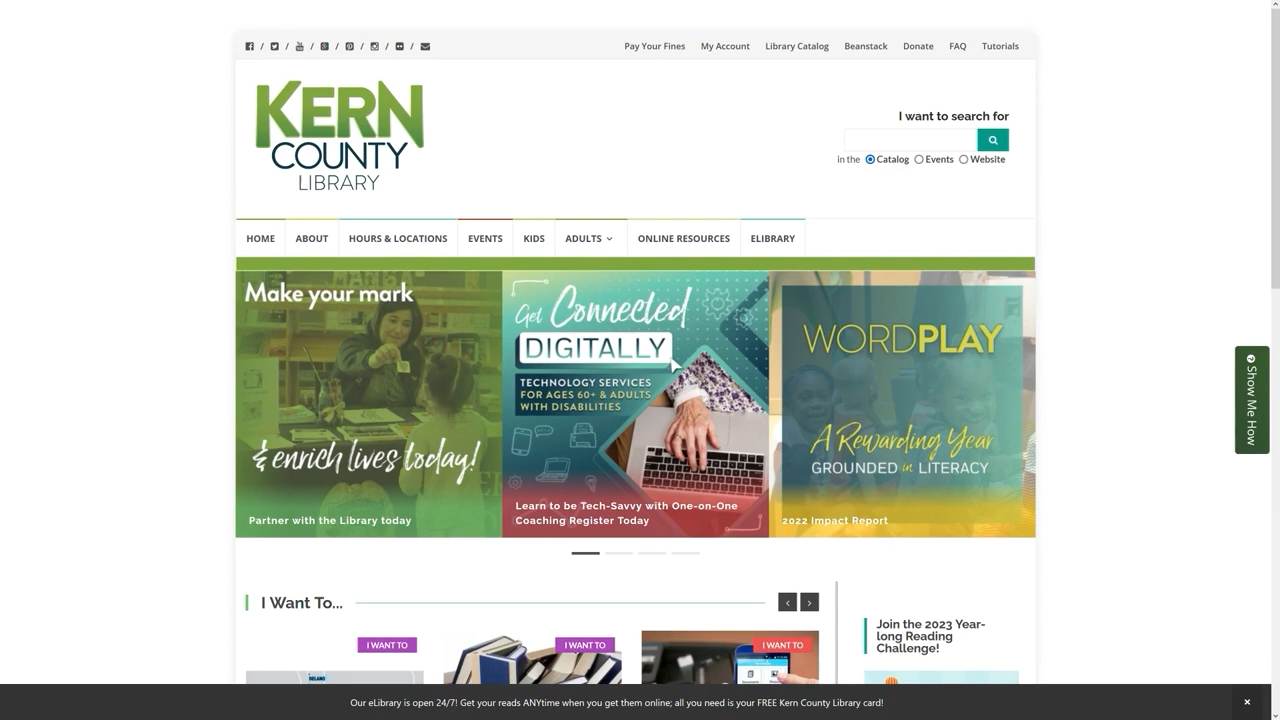 / / / / / / /
Pay Your Fines My Account Library Catalog Beanstack Donate FAQ Tutorials
KERN
COUNTY
LIBRARY
I want to search for
in the Catalog Events Website
HOME ABOUT HOURS & LOCATIONS EVENTS KIDS ADULTS ONLINE RESOURCES ELIBRARY
Make your mark
& enrich lives today!
Partner with the Library today
Get Connected
DIGITALLY
TECHNOLOGY SERVICES
FOR AGES 60+ & ADULTS
WITH DISABILITIES
Learn to be Tech-Savvy with One-on-One
Coaching Register Today
WORDPLAY
A Rewarding Year
GROUNDED in LITERACY
2022 Impact Report
Show Me How
I Want To...
‹ ›
I WANT TO
I WANT TO
I WANT TO
DELANO
Join the 2023 Year-
long Reading
Challenge!
Our eLibrary is open 24/7! Get your reads ANYtime when you get them online; all you need is your FREE Kern County Library card!
×